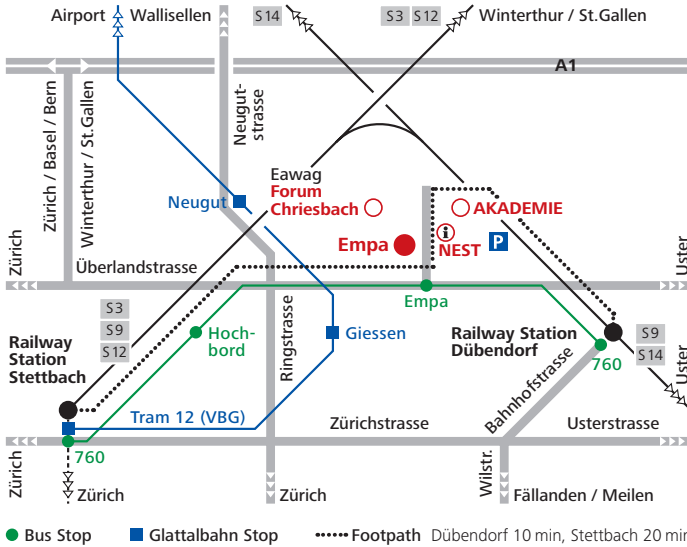 Airport
Wallisellen
S14
S3
S12
Winterthur / St.Gallen
A1
Zürich / Basel / Bern
Winterthur / St.Gallen
Neugut-
strasse
Eawag
Forum
Chriesbach
AKADEMIE
Neugut
Empa
i
NEST
P
Zürich
Überlandstrasse
Uster
Empa
S3
S9
S12
Railway
Station
Stettbach
Hoch-
bord
Ringstrasse
Giessen
Railway Station
Dübendorf
S9
S14
760
Uster
Bahnhofstrasse
Tram 12 (VBG)
Zürichstrasse
Usterstrasse
760
Zürich
Zürich
Zürich
Wilstr.
Fällanden / Meilen
Bus Stop
Glattalbahn Stop
Footpath Dübendorf 10 min, Stettbach 20 min